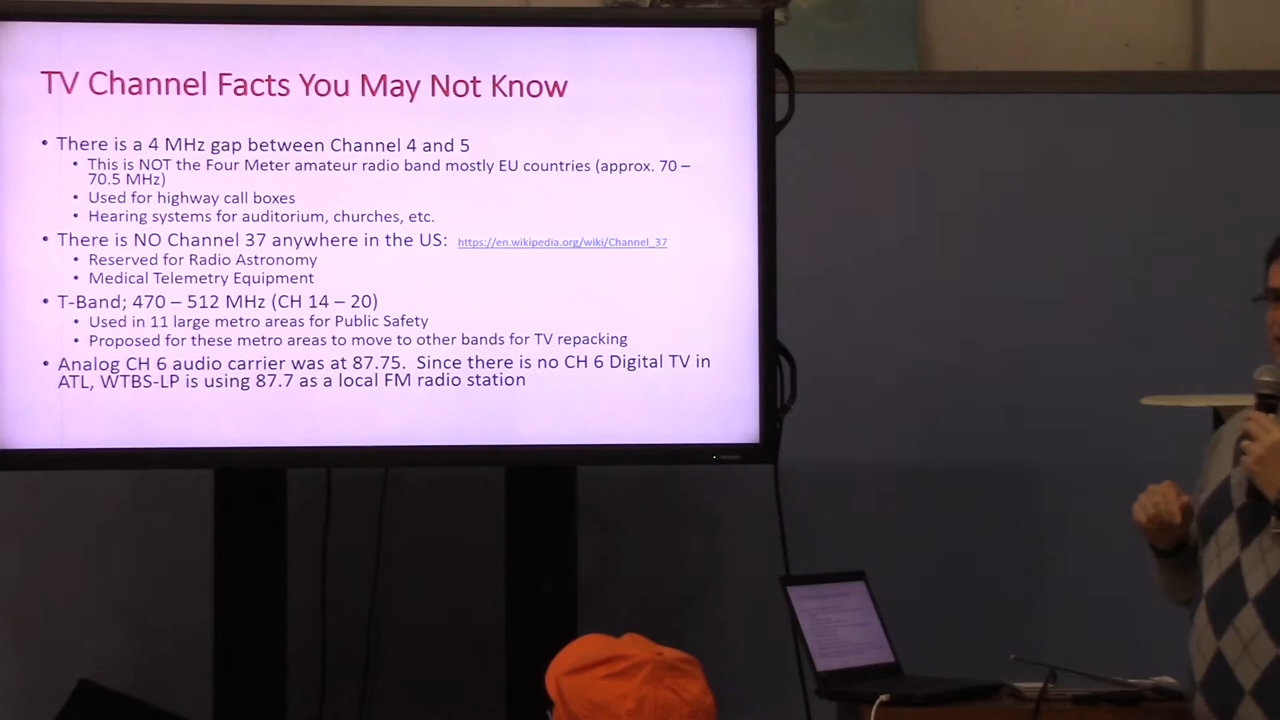 TV Channel Facts You May Not Know
• There is a 4 MHz gap between Channel 4 and 5
• This is NOT the Four Meter amateur radio band mostly EU countries (approx. 70 –
70.5 MHz)
• Used for highway call boxes
• Hearing systems for auditorium, churches, etc.
• There is NO Channel 37 anywhere in the US: https://en.wikipedia.org/wiki/Channel_37
• Reserved for Radio Astronomy
• Medical Telemetry Equipment
• T-Band; 470 – 512 MHz (CH 14 – 20)
• Used in 11 large metro areas for Public Safety
• Proposed for these metro areas to move to other bands for TV repacking
• Analog CH 6 audio carrier was at 87.75. Since there is no CH 6 Digital TV in
ATL, WTBS-LP is using 87.7 as a local FM radio station